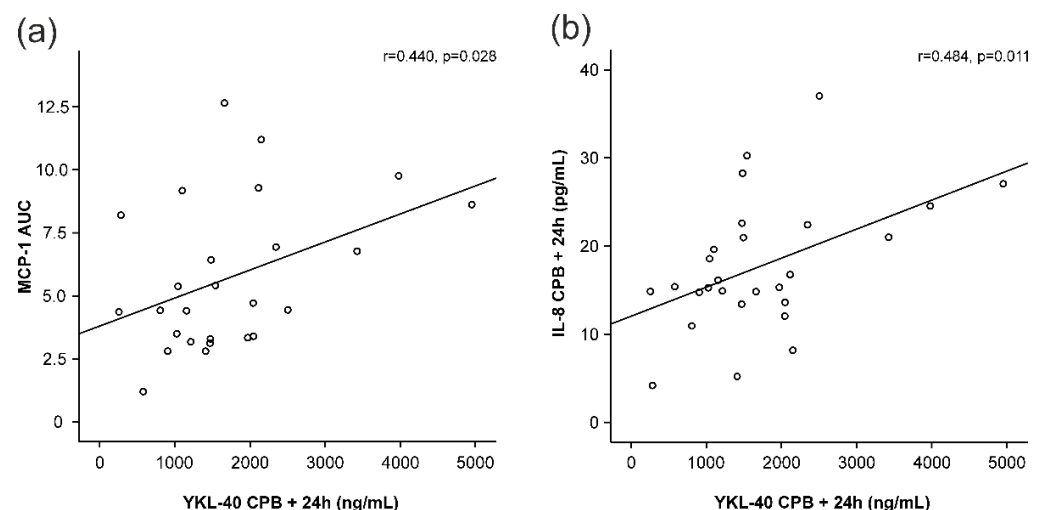 (a)
r=0.440, p=0.028
MCP-1 AUC
12.5
10.0
7.5
5.0
2.5
0
0 1000 2000 3000 4000 5000
YKL-40 CPB + 24h (ng/mL)
(b)
r=0.484, p=0.011
IL-8 CPB + 24h (pg/mL)
40
30
20
10
0
0 1000 2000 3000 4000 5000
YKL-40 CPB + 24h (ng/mL)